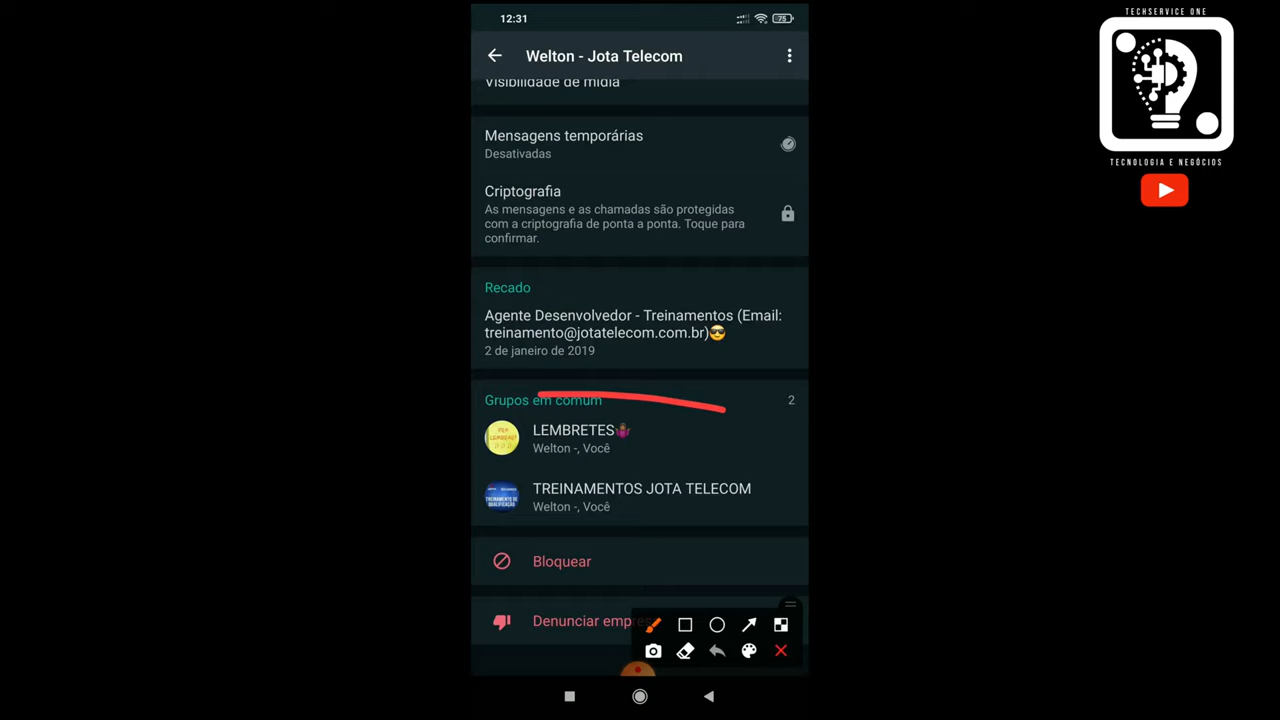 12:31
75
TECHSERVICE ONE
Welton - Jota Telecom
Visibilidade de mídia
Mensagens temporárias
Desativadas
TECNOLOGIA E NEGÓCIOS
Criptografia
As mensagens e as chamadas são protegidas
com a criptografia de ponta a ponta. Toque para
confirmar.
Recado
Agente Desenvolvedor - Treinamentos (Email:
treinamento@jotatelecom.com.br)😎
2 de janeiro de 2019
Grupos em comum 2
LEMBRETES🤷🏾‍♀️
Welton -, Você
TREINAMENTOS JOTA TELECOM
Welton -, Você
Bloquear
Denunciar empres